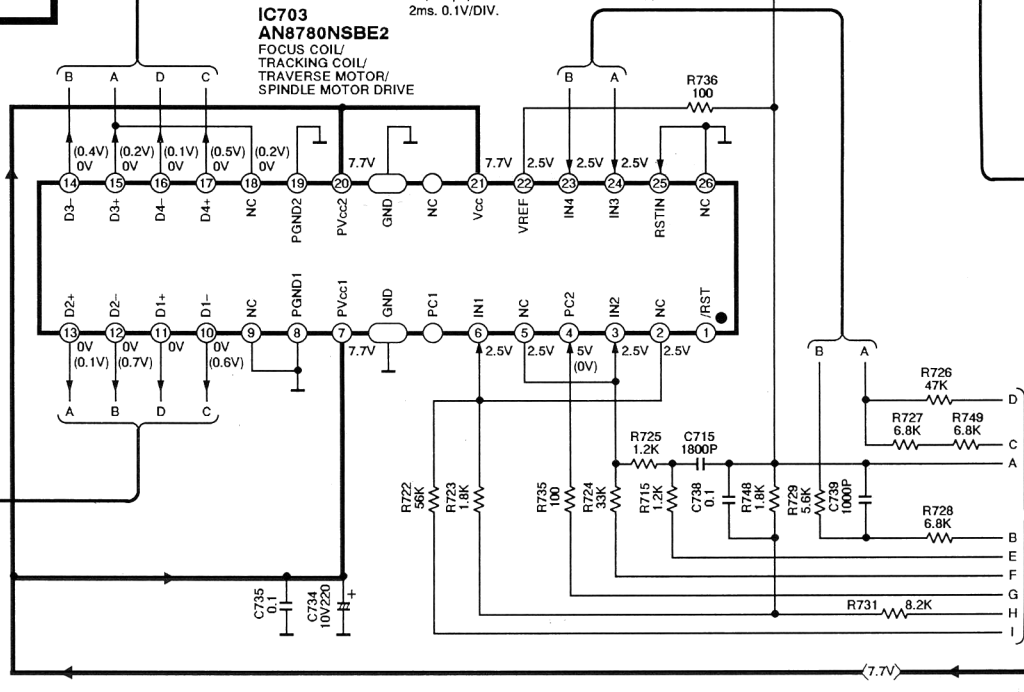 2ms. 0.1V/DIV.
IC703
AN8780NSBE2
FOCUS COIL/
TRACKING COIL/
TRAVERSE MOTOR/
SPINDLE MOTOR DRIVE
B A D C
B A
R736
100
(0.4V) (0.2V) (0.1V) (0.5V) (0.2V)
0V 0V 0V 0V 0V
7.7V 7.7V 2.5V 2.5V 2.5V
14 15 16 17 18 19 20 21 22 23 24 25 26
D3- D3+ D4- D4+ NC PGND2 PVcc2 GND NC Vcc VREF IN4 IN3 RSTIN NC
D2+ D2- D1+ D1- NC PGND1 PVcc1 GND PC1 IN1 NC PC2 IN2 NC /RST
13 12 11 10 9 8 7 6 5 4 3 2 1
0V 0V 0V 0V 7.7V 2.5V 2.5V 5V 2.5V 2.5V
(0.1V) (0.7V) (0.6V) (0V)
B A
A B D C
R726
47K
D
R727 R749
6.8K 6.8K
C
R725 C715
1.2K 1800P
A
R722
56K
R723
1.8K
R735
100
R724
33K
R715
1.2K
C738
0.1
R748
1.8K
R729
5.6K
C739
1000P
R728
6.8K
B
E
F
G
R731 8.2K
H
I
C735
0.1
C734
10V220
+
7.7V